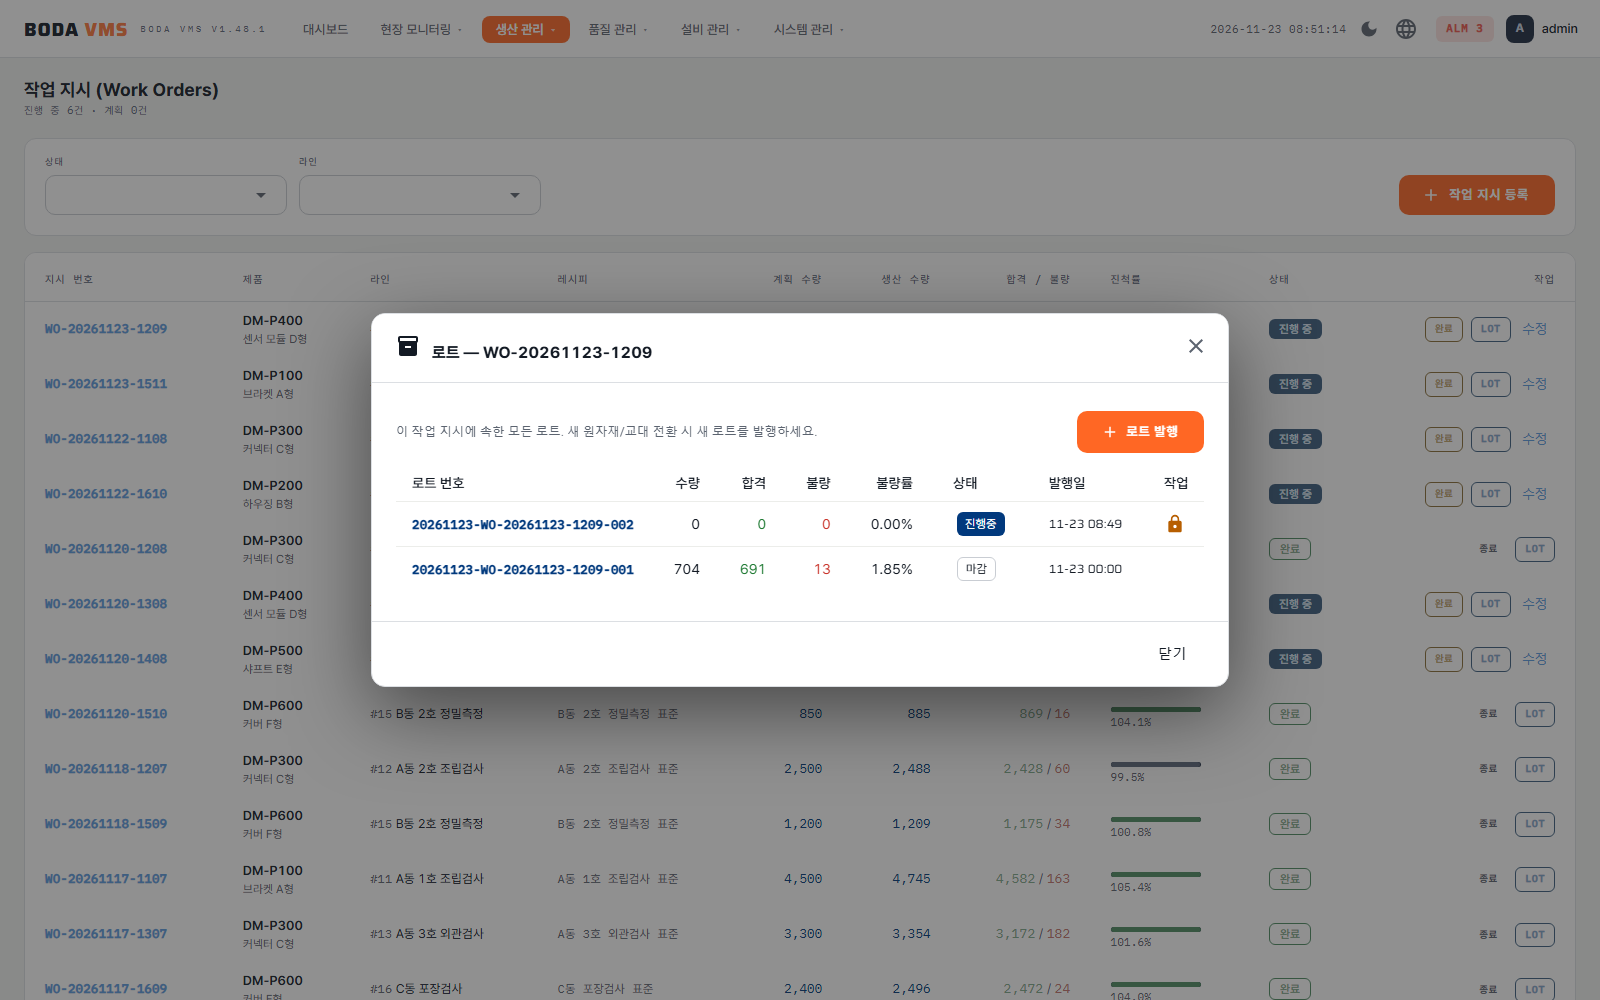 BODA VMS BODA VMS V1.48.1 대시보드 현장 모니터링 생산 관리 품질 관리 설비 관리 시스템 관리 2026-11-23 08:51:14 ALM 3 A admin
작업 지시 (Work Orders)
진행 중 6건 · 계획 0건
상태 라인
+ 작업 지시 등록
지시 번호 제품 라인 레시피 계획 수량 생산 수량 합격 / 불량 진척률 상태 작업
WO-20261123-1209 DM-P400 센서 모듈 D형 진행 중 완료 LOT 수정
WO-20261123-1511 DM-P100 브라켓 A형 진행 중 완료 LOT 수정
WO-20261122-1108 DM-P300 커넥터 C형 진행 중 완료 LOT 수정
WO-20261122-1610 DM-P200 하우징 B형 진행 중 완료 LOT 수정
WO-20261120-1208 DM-P300 커넥터 C형 완료 종료 LOT
WO-20261120-1308 DM-P400 센서 모듈 D형 진행 중 완료 LOT 수정
WO-20261120-1408 DM-P500 샤프트 E형 진행 중 완료 LOT 수정
로트 — WO-20261123-1209
이 작업 지시에 속한 모든 로트. 새 원자재/교대 전환 시 새 로트를 발행하세요.
+ 로트 발행
로트 번호 수량 합격 불량 불량률 상태 발행일 작업
20261123-WO-20261123-1209-002 0 0 0 0.00% 진행중 11-23 08:49
20261123-WO-20261123-1209-001 704 691 13 1.85% 마감 11-23 00:00
닫기
WO-20261120-1510 DM-P600 커버 F형 #15 B동 2호 정밀측정 B동 2호 정밀측정 표준 850 885 869 / 16 104.1% 완료 종료 LOT
WO-20261118-1207 DM-P300 커넥터 C형 #12 A동 2호 조립검사 A동 2호 조립검사 표준 2,500 2,488 2,428 / 60 99.5% 완료 종료 LOT
WO-20261118-1509 DM-P600 커버 F형 #15 B동 2호 정밀측정 B동 2호 정밀측정 표준 1,200 1,209 1,175 / 34 100.8% 완료 종료 LOT
WO-20261117-1107 DM-P100 브라켓 A형 #11 A동 1호 조립검사 A동 1호 조립검사 표준 4,500 4,745 4,582 / 163 105.4% 완료 종료 LOT
WO-20261117-1307 DM-P300 커넥터 C형 #13 A동 3호 외관검사 A동 3호 외관검사 표준 3,300 3,354 3,172 / 182 101.6% 완료 종료 LOT
WO-20261117-1609 DM-P600 커버 F형 #16 C동 포장검사 C동 포장검사 표준 2,400 2,496 2,472 / 24 104.0% 완료 종료 LOT